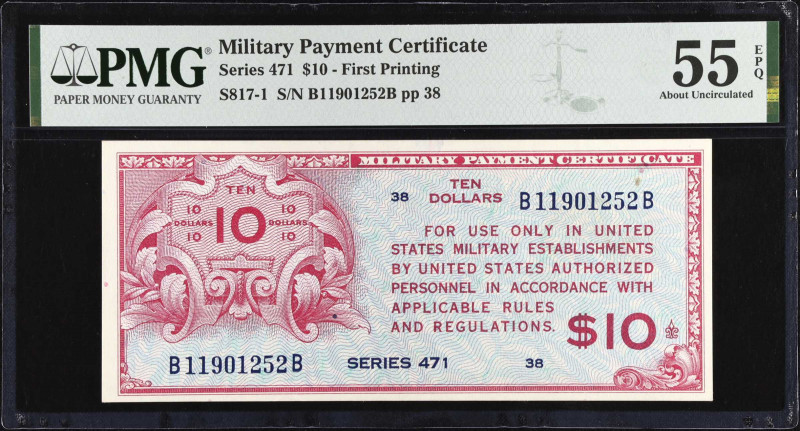 PMG®
PAPER MONEY GUARANTY
Military Payment Certificate
Series 471 $10 - First Printing
S817-1 S/N B11901252B pp 38
55
EPQ
About Uncirculated
MILITARY PAYMENT CERTIFICATE
TEN
10 10
DOLLARS 10 DOLLARS
10 10
38 TEN DOLLARS B11901252B
FOR USE ONLY IN UNITED
STATES MILITARY ESTABLISHMENTS
BY UNITED STATES AUTHORIZED
PERSONNEL IN ACCORDANCE WITH
APPLICABLE RULES
AND REGULATIONS. $10
B11901252B SERIES 471 38